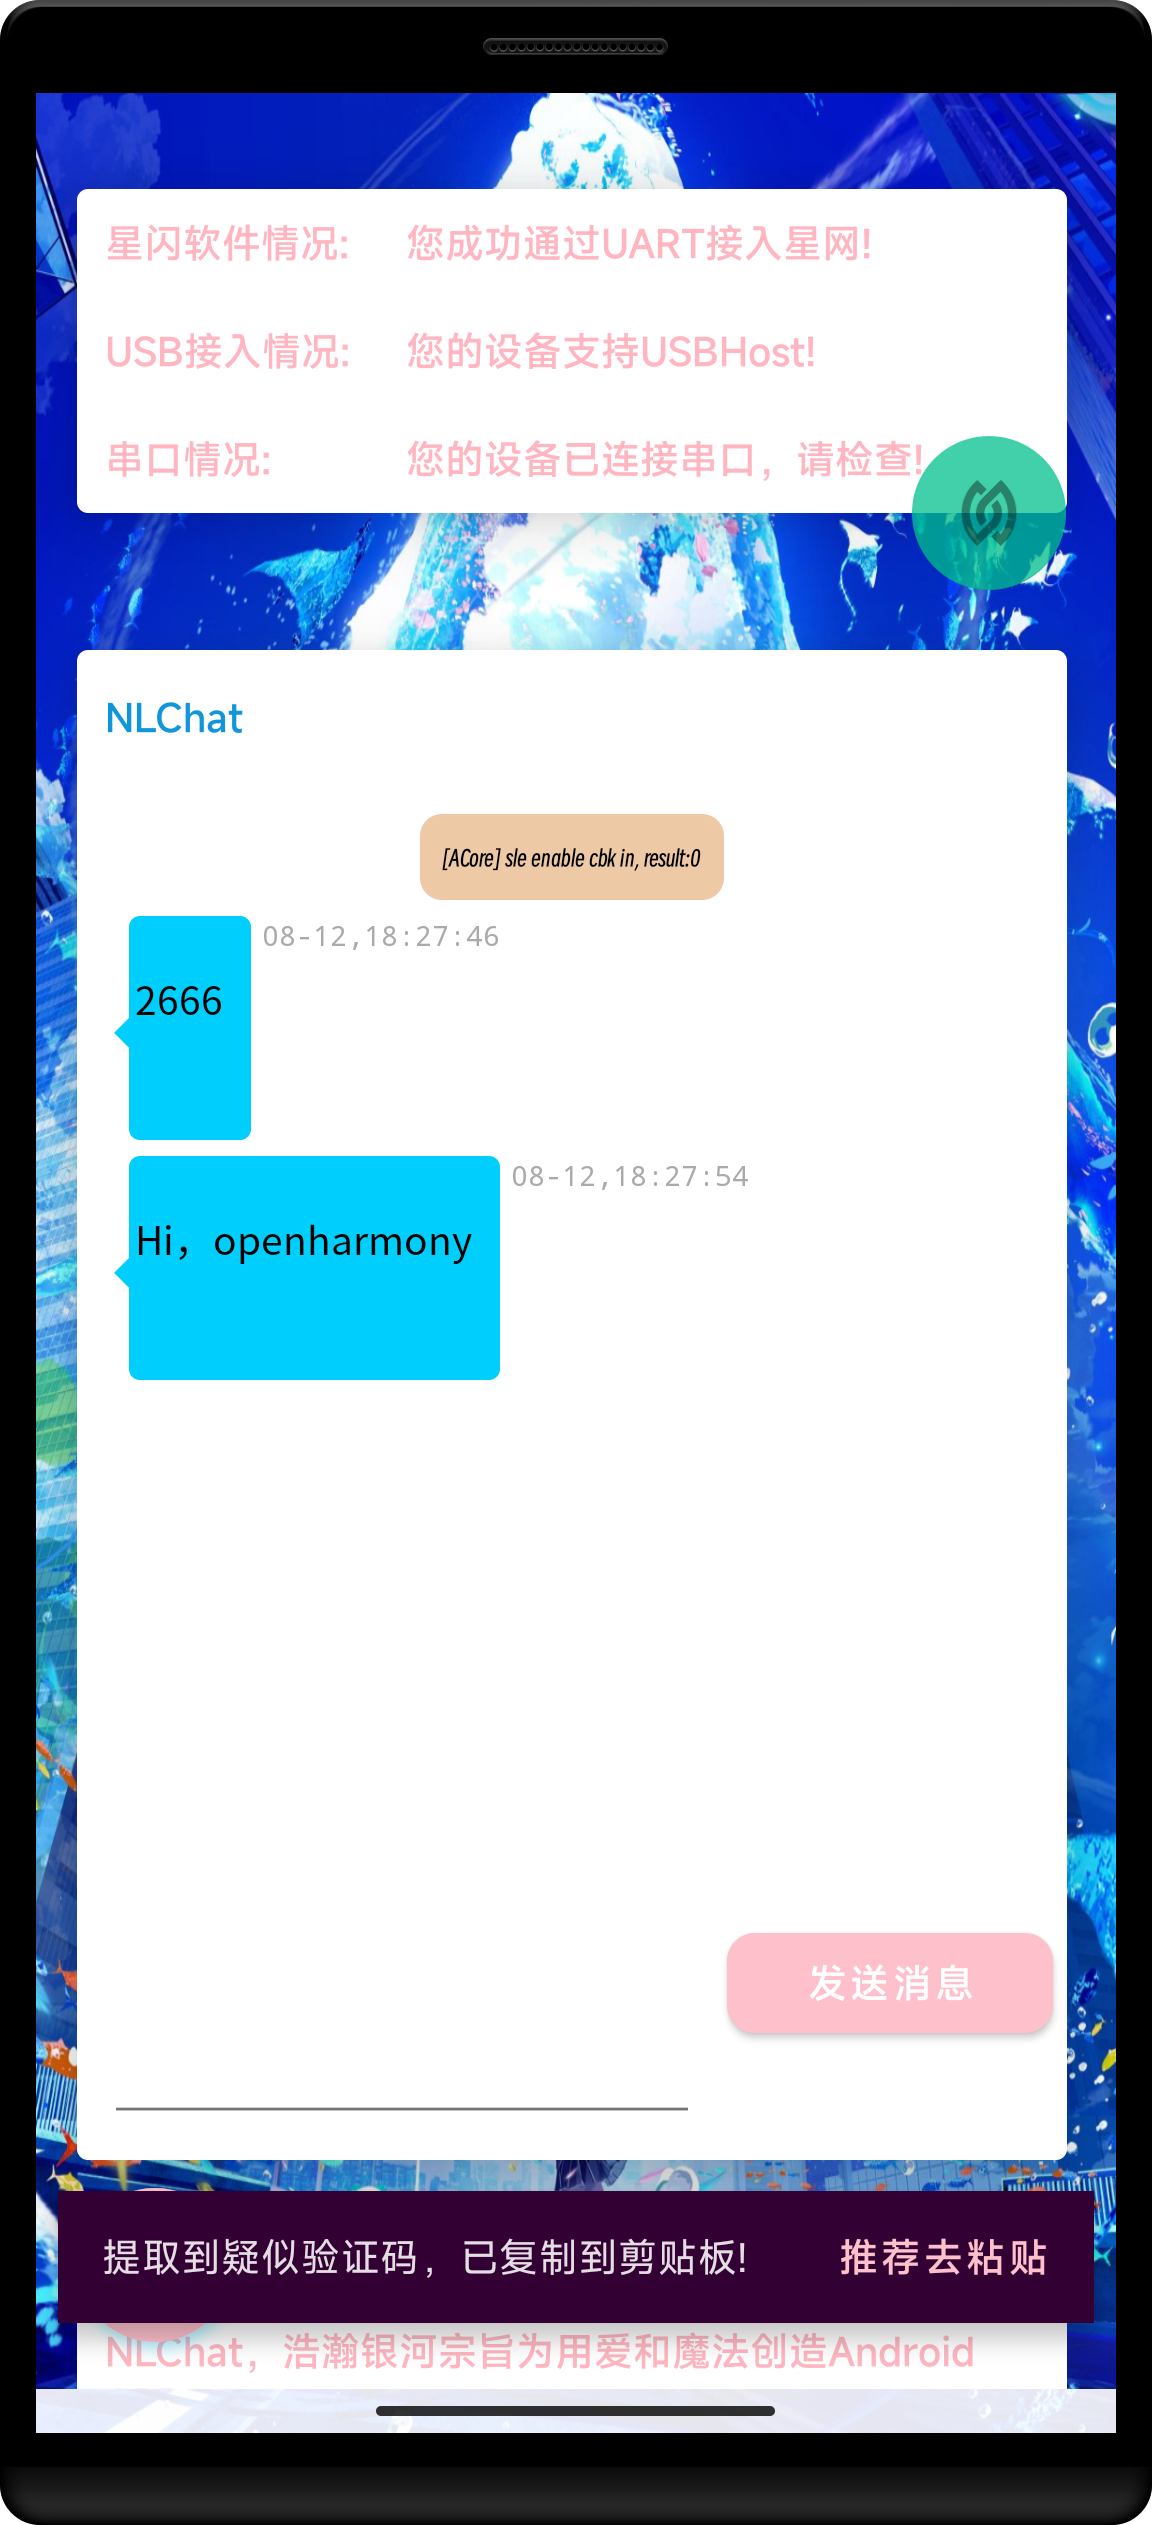 星闪软件情况: 您成功通过UART接入星网!
USB接入情况: 您的设备支持USBHost!
串口情况: 您的设备已连接串口，请检查!
NLChat
[ACore] sle enable cbk in, result:0
08-12,18:27:46
2666
08-12,18:27:54
Hi，openharmony
发送消息
提取到疑似验证码，已复制到剪贴板! 推荐去粘贴
NLChat，浩瀚银河宗旨为用爱和魔法创造Android